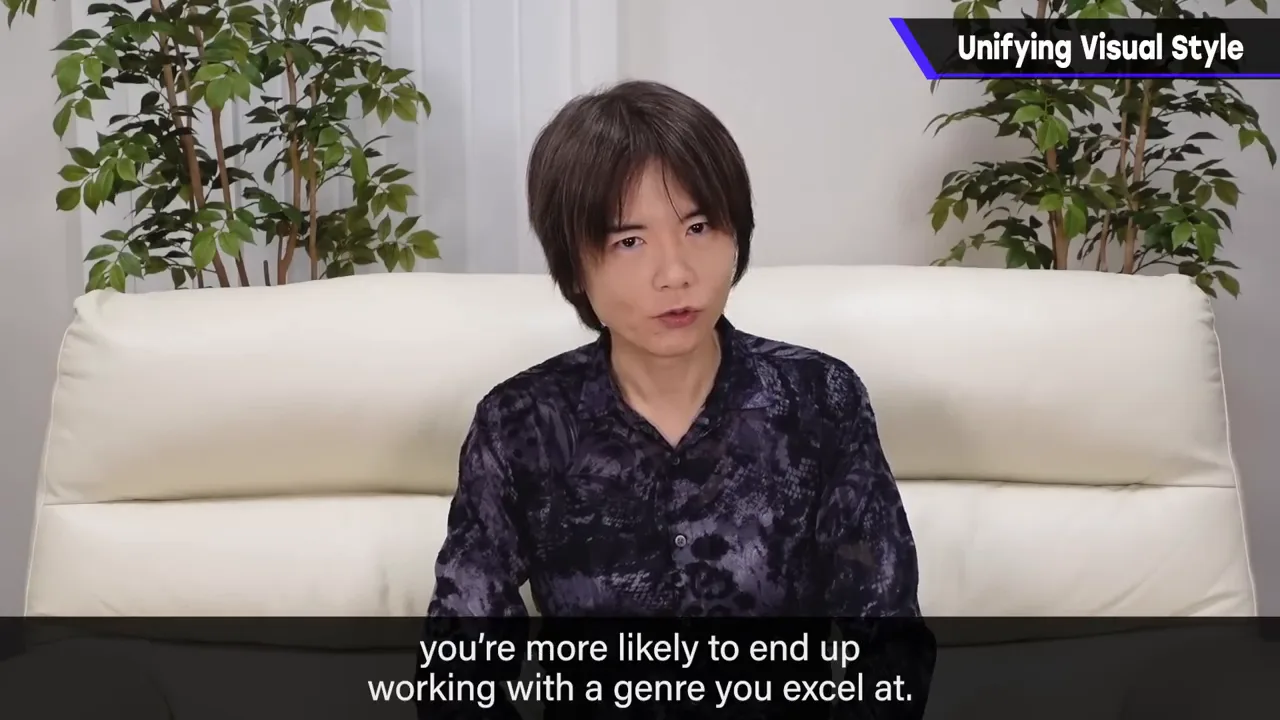 Unifying Visual Style
you're more likely to end up
working with a genre you excel at.